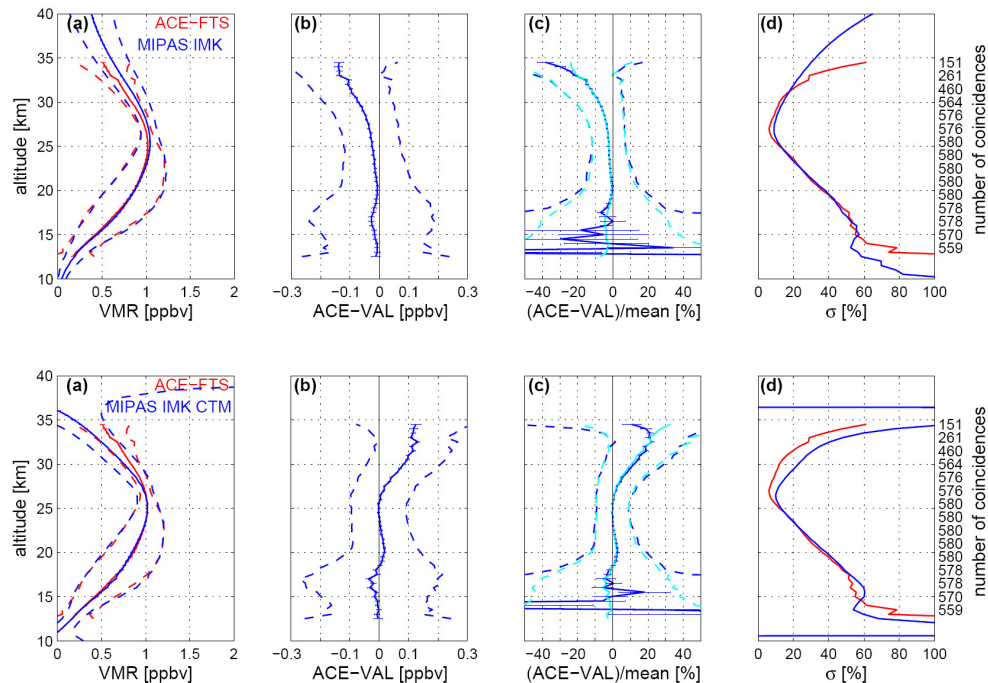 (a) ACE−FTS
MIPAS IMK
(b)
(c)
(d)
altitude [km]
40
35
30
25
20
15
10
0 0.5 1 1.5 2
VMR [ppbv]
−0.3 −0.1 0 0.1 0.3
ACE−VAL [ppbv]
−40 −20 0 20 40
(ACE−VAL)/mean [%]
0 20 40 60 80 100
σ [%]
151
261
460
564
576
576
580
580
580
580
580
578
578
570
559
number of coincidences
(a) ACE−FTS
MIPAS IMK CTM
(b)
(c)
(d)
altitude [km]
40
35
30
25
20
15
10
0 0.5 1 1.5 2
VMR [ppbv]
−0.3 −0.1 0 0.1 0.3
ACE−VAL [ppbv]
−40 −20 0 20 40
(ACE−VAL)/mean [%]
0 20 40 60 80 100
σ [%]
151
261
460
564
576
576
580
580
580
580
580
578
578
570
559
number of coincidences